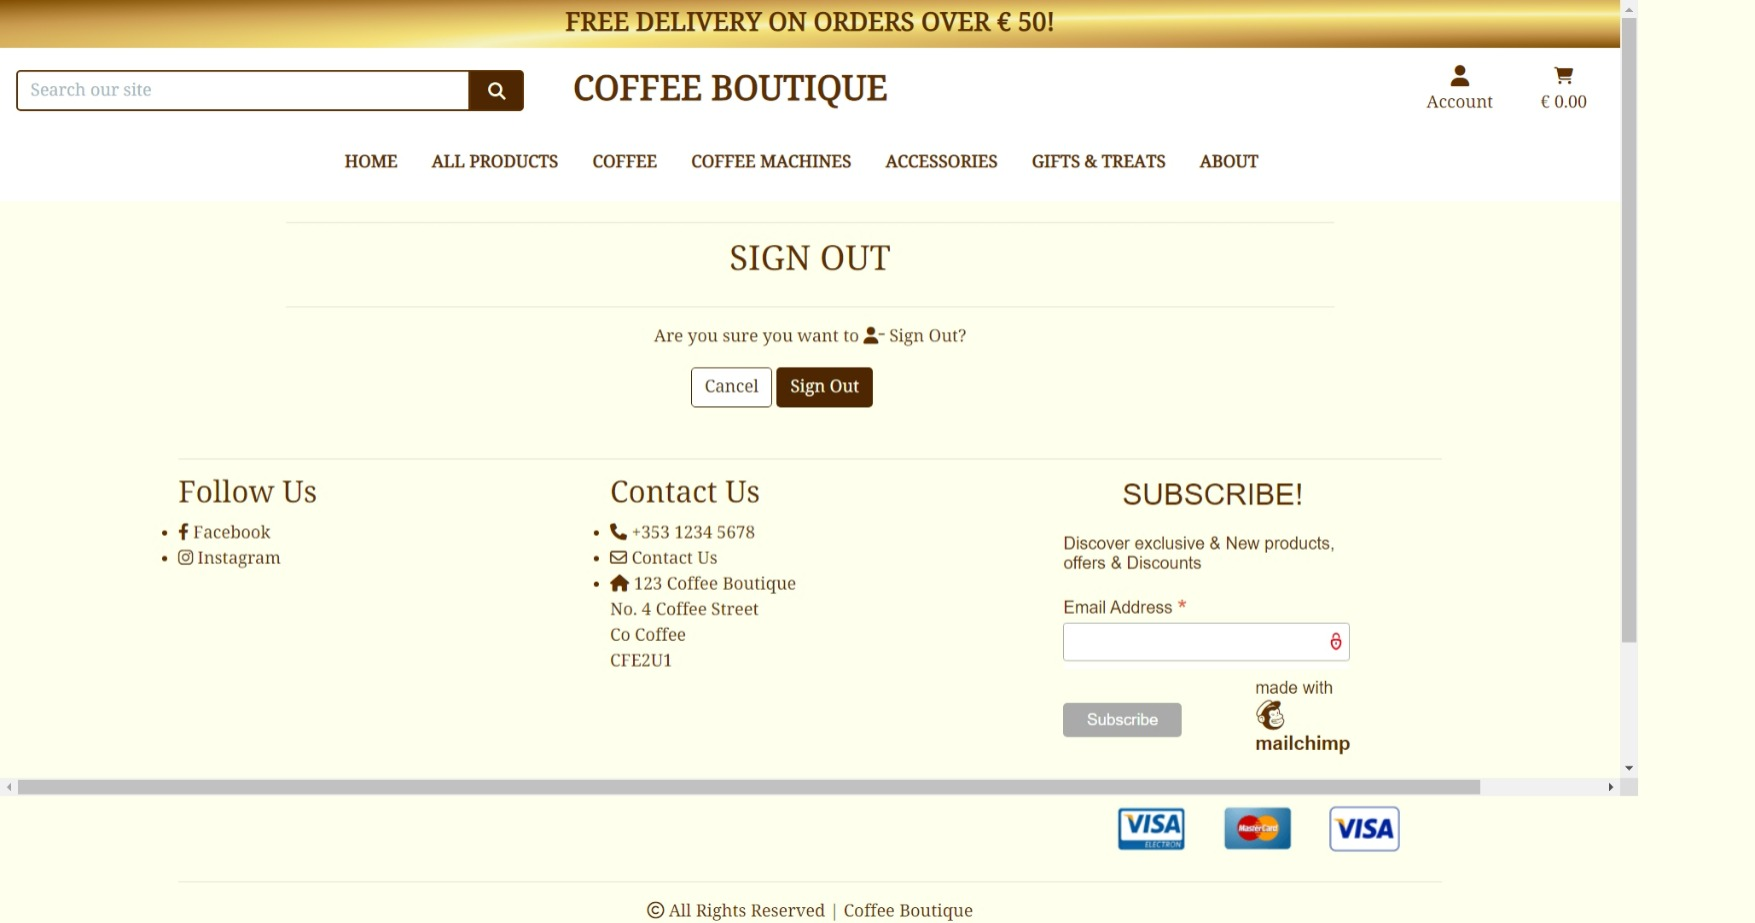 FREE DELIVERY ON ORDERS OVER € 50!
Search our site
COFFEE BOUTIQUE
Account
€ 0.00
HOME ALL PRODUCTS COFFEE COFFEE MACHINES ACCESSORIES GIFTS & TREATS ABOUT
SIGN OUT
Are you sure you want to Sign Out?
Cancel Sign Out
Follow Us
Facebook
Instagram
Contact Us
+353 1234 5678
Contact Us
123 Coffee Boutique
No. 4 Coffee Street
Co Coffee
CFE2U1
SUBSCRIBE!
Discover exclusive & New products,
offers & Discounts
Email Address *
Subscribe
made with
mailchimp
VISA
ELECTRON
MasterCard
VISA
© All Rights Reserved | Coffee Boutique